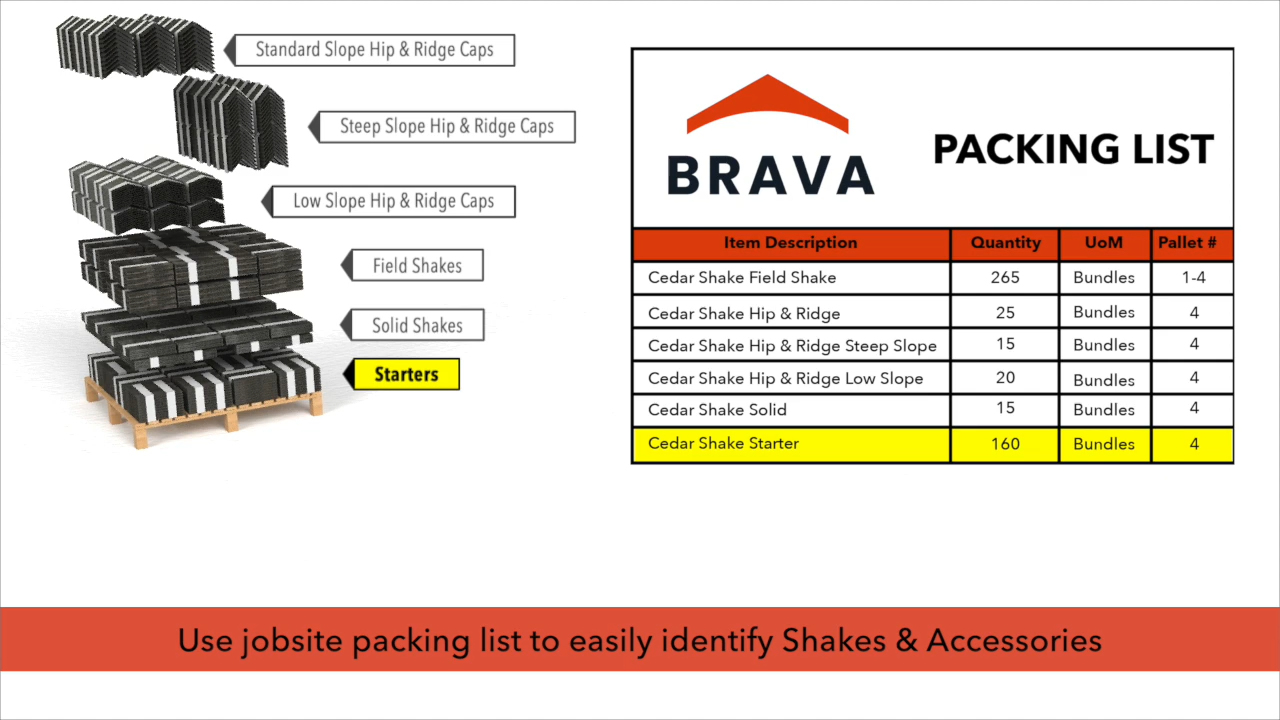 Standard Slope Hip & Ridge Caps
Steep Slope Hip & Ridge Caps
Low Slope Hip & Ridge Caps
Field Shakes
Solid Shakes
Starters
BRAVA
PACKING LIST
Item Description Quantity UoM Pallet #
Cedar Shake Field Shake 265 Bundles 1-4
Cedar Shake Hip & Ridge 25 Bundles 4
Cedar Shake Hip & Ridge Steep Slope 15 Bundles 4
Cedar Shake Hip & Ridge Low Slope 20 Bundles 4
Cedar Shake Solid 15 Bundles 4
Cedar Shake Starter 160 Bundles 4
Use jobsite packing list to easily identify Shakes & Accessories